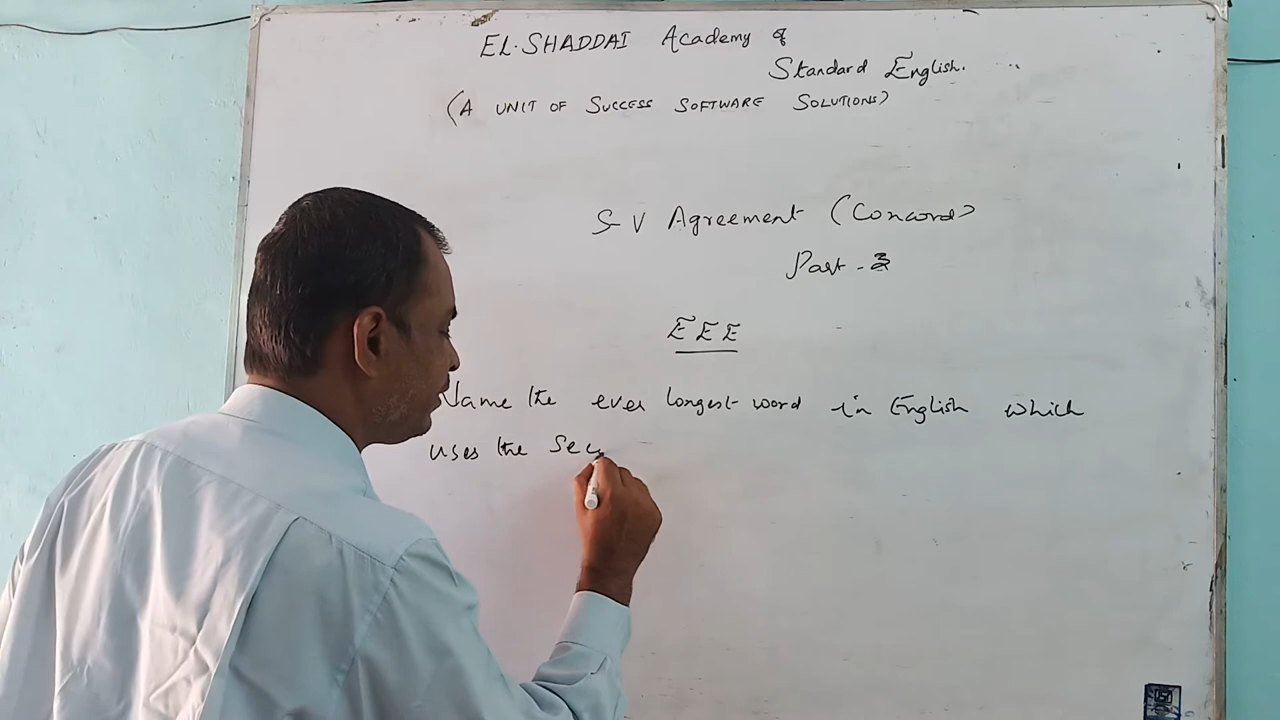 EL.SHADDAI Academy of
Standard English.
(A UNIT OF SUCCESS SOFTWARE SOLUTIONS)
S-V Agreement (Concord)
Part-3
EEE
Name the ever longest word in English which
uses the Sec